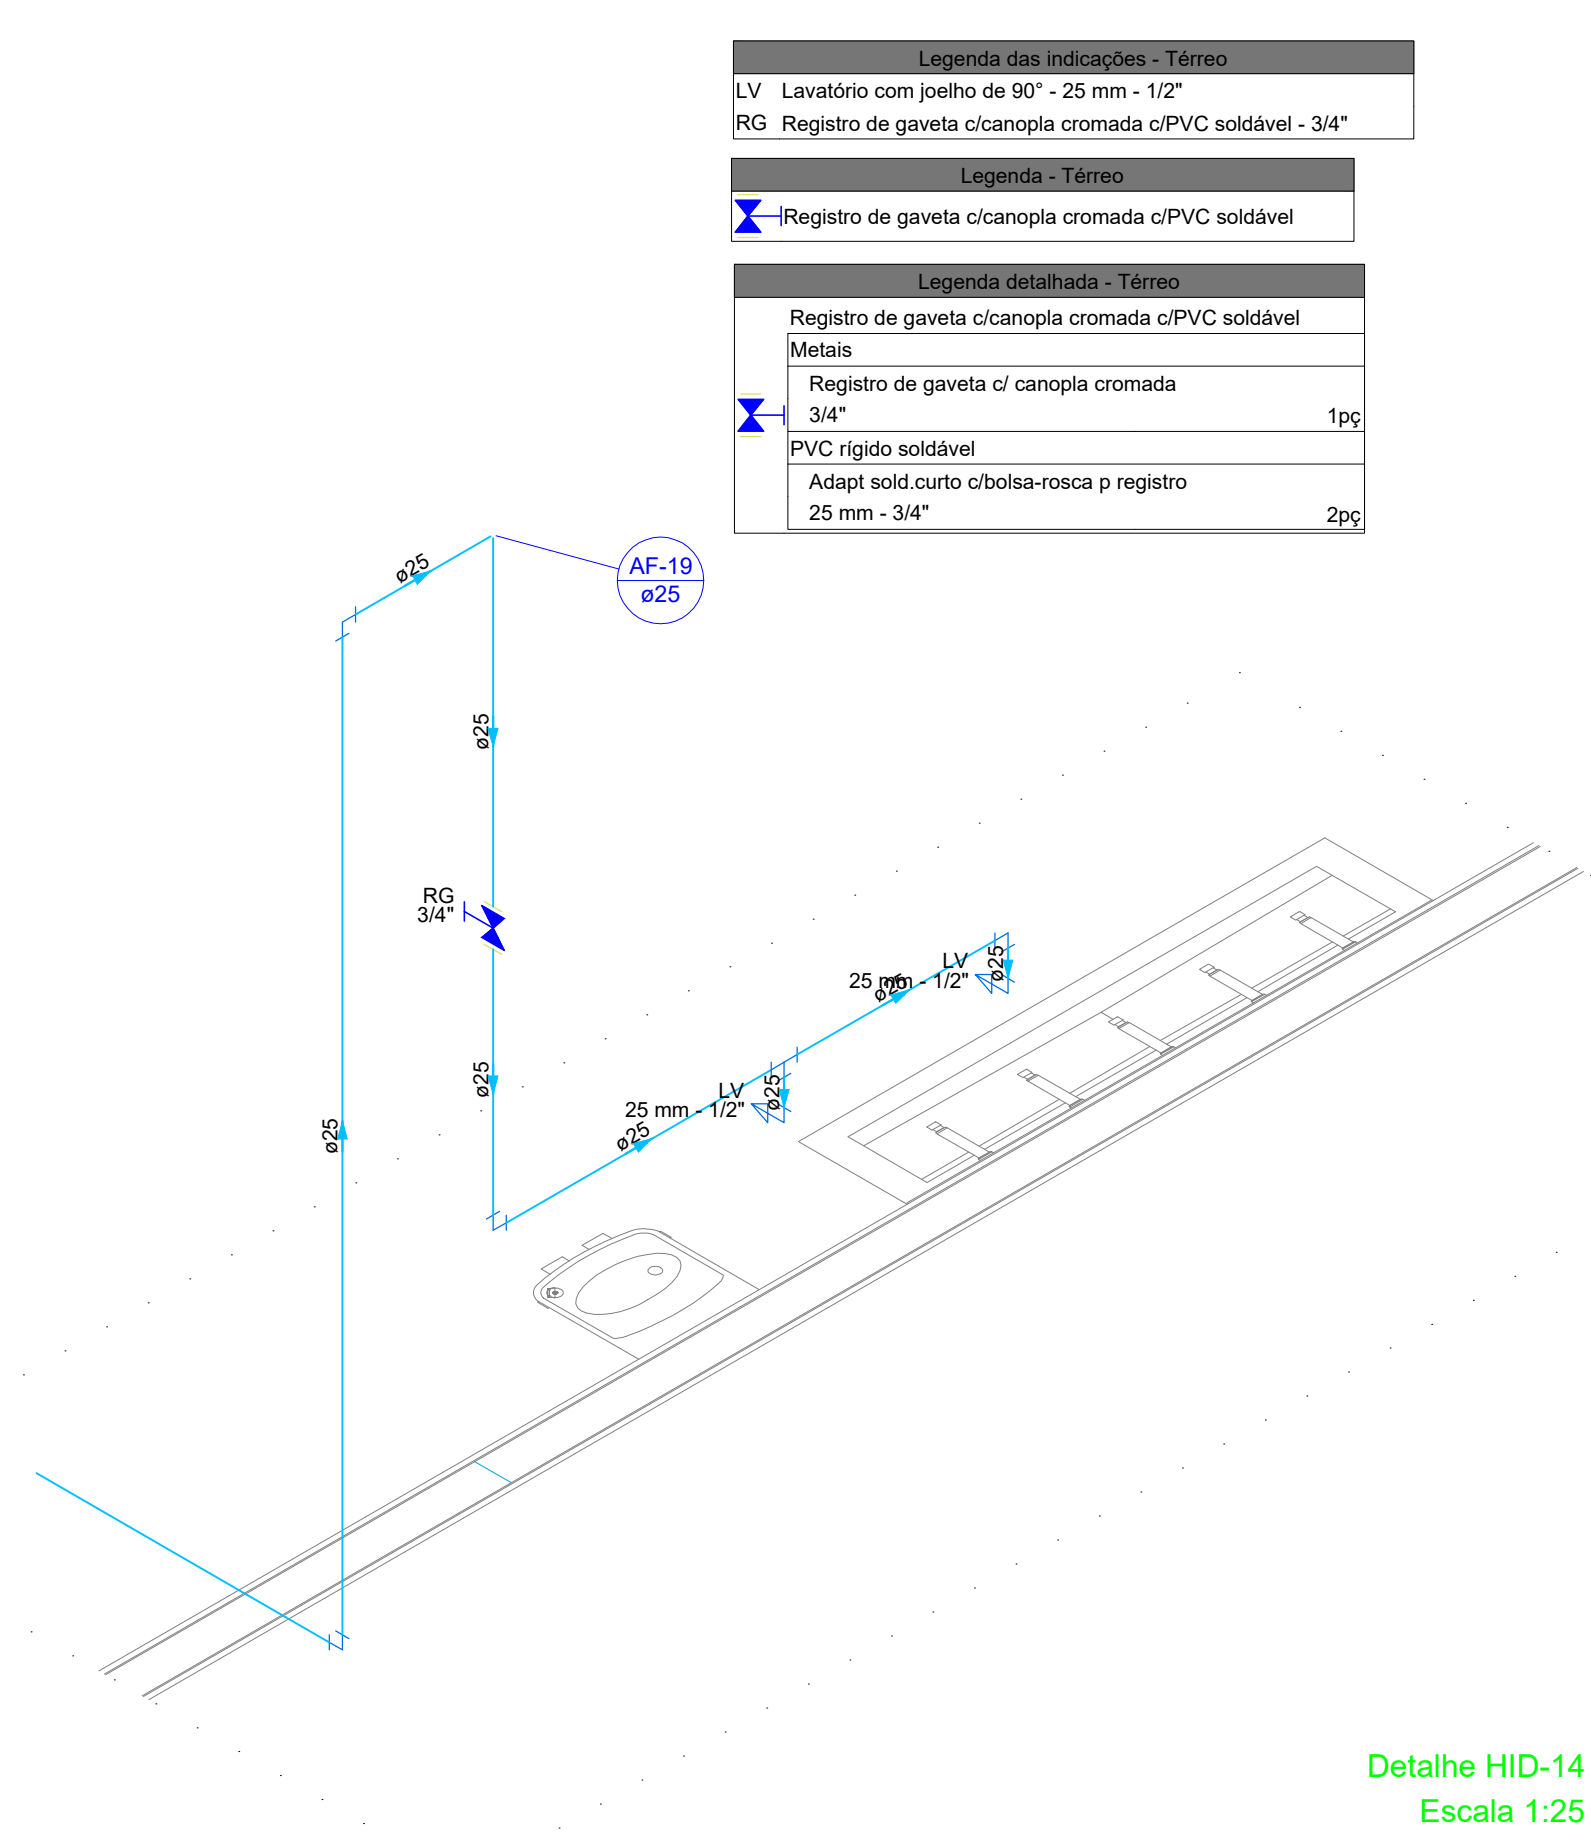 Legenda das indicações - Térreo
LV Lavatório com joelho de 90° - 25 mm - 1/2"
RG Registro de gaveta c/canopla cromada c/PVC soldável - 3/4"
Legenda - Térreo
Registro de gaveta c/canopla cromada c/PVC soldável
Legenda detalhada - Térreo
Registro de gaveta c/canopla cromada c/PVC soldável
Metais
Registro de gaveta c/ canopla cromada
3/4" 1pç
PVC rígido soldável
Adapt sold.curto c/bolsa-rosca p registro
25 mm - 3/4" 2pç
ø25
AF-19
ø25
ø25
RG
3/4"
LV
25 mm - 1/2"
ø25
ø25
ø25
LV
25 mm - 1/2"
ø25
ø25
ø25
Detalhe HID-14
Escala 1:25